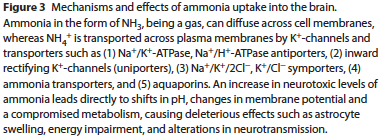 Figure 3 Mechanisms and effects of ammonia uptake into the brain.
Ammonia in the form of NH₃, being a gas, can diffuse across cell membranes,
whereas NH₄⁺ is transported across plasma membranes by K⁺-channels and
transporters such as (1) Na⁺/K⁺-ATPase, Na⁺/H⁺-ATPase antiporters, (2) inward
rectifying K⁺-channels (uniporters), (3) Na⁺/K⁺/2Cl⁻, K⁺/Cl⁻ symporters, (4)
ammonia transporters, and (5) aquaporins. An increase in neurotoxic levels of
ammonia leads directly to shifts in pH, changes in membrane potential and
a compromised metabolism, causing deleterious effects such as astrocyte
swelling, energy impairment, and alterations in neurotransmission.